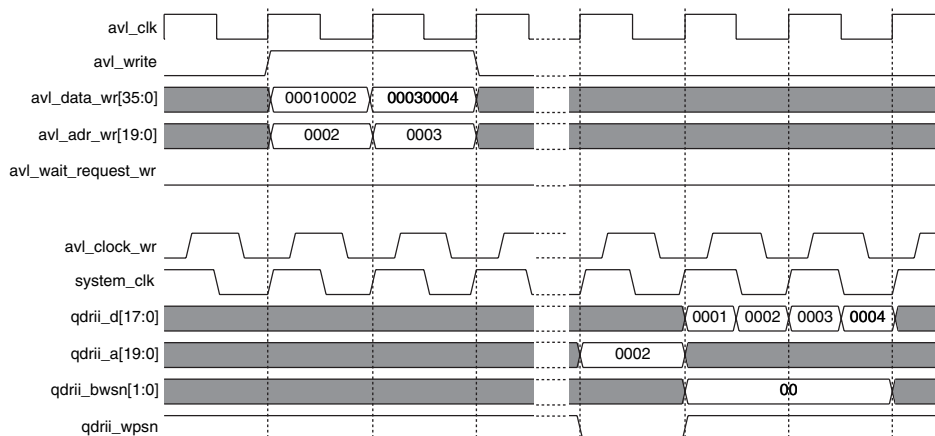 avl_clk
avl_write
avl_data_wr[35:0] 00010002 00030004
avl_adr_wr[19:0] 0002 0003
avl_wait_request_wr
avl_clock_wr
system_clk
qdrii_d[17:0] 0001 0002 0003 0004
qdrii_a[19:0] 0002
qdrii_bwsn[1:0] 00
qdrii_wpsn